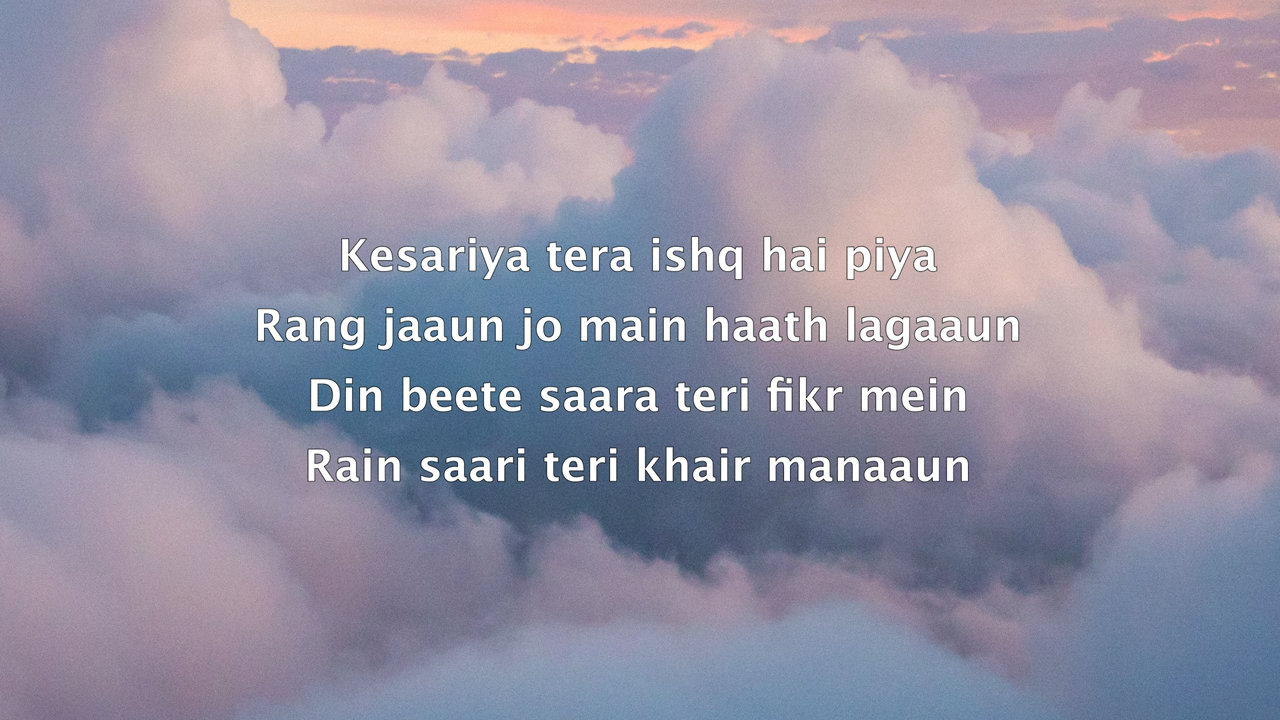 Kesariya tera ishq hai piya
Rang jaaun jo main haath lagaaun
Din beete saara teri fikr mein
Rain saari teri khair manaaun